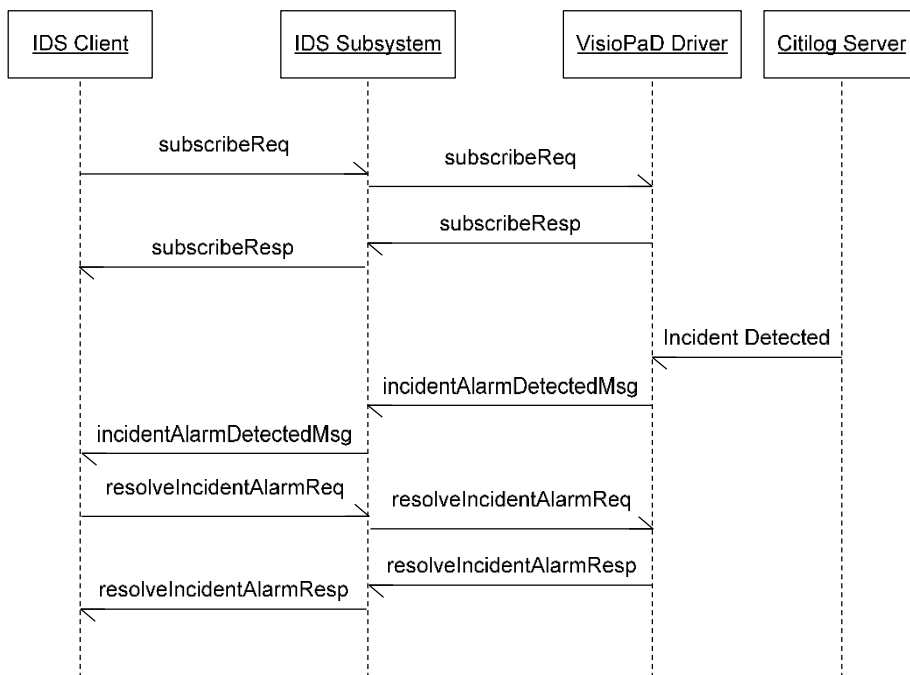 IDS Client
IDS Subsystem
VisioPaD Driver
Citilog Server
subscribeReq
subscribeReq
subscribeResp
subscribeResp
Incident Detected
incidentAlarmDetectedMsg
incidentAlarmDetectedMsg
resolveIncidentAlarmReq
resolveIncidentAlarmReq
resolveIncidentAlarmResp
resolveIncidentAlarmResp